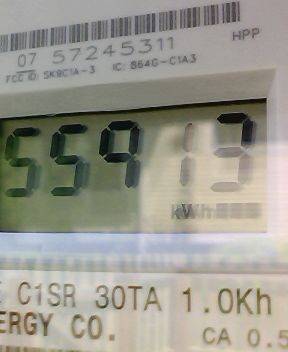 HPP
07 57245311
FCC ID: SK9C1A-3 IC: 864G-C1A3
55913
kWh
C1SR 30TA 1.0Kh
ERGY CO.
CA 0.5